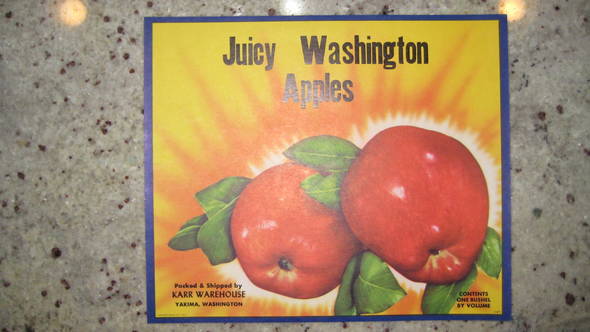 Juicy Washington
Apples
Packed & Shipped by
KARR WAREHOUSE
YAKIMA, WASHINGTON
CONTENTS
ONE BUSHEL
BY VOLUME